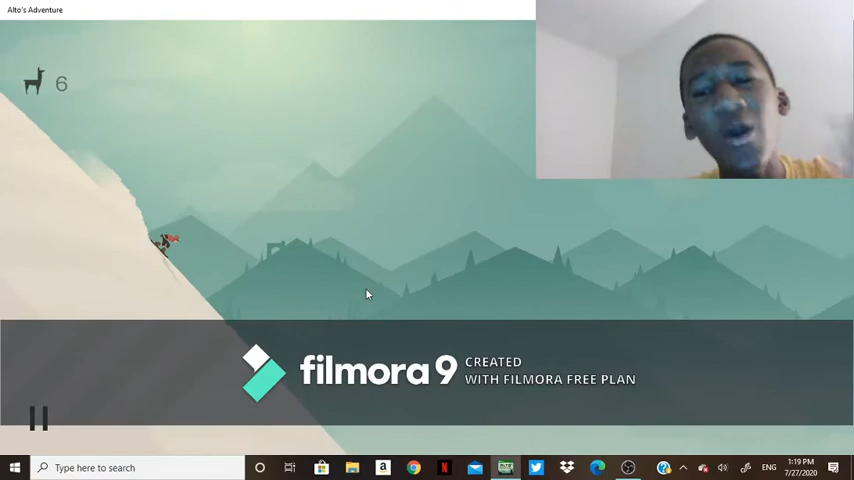 Alto's Adventure
6
filmora 9
CREATED
WITH FILMORA FREE PLAN
Type here to search
ENG
1:19 PM
7/27/2020